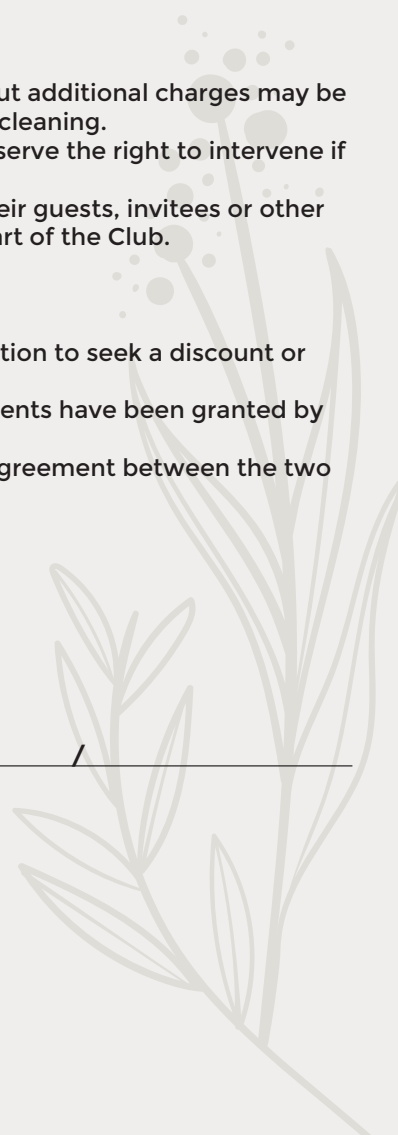 ut additional charges may be
cleaning.
serve the right to intervene if
eir guests, invitees or other
art of the Club.
tion to seek a discount or
ents have been granted by
greement between the two
/